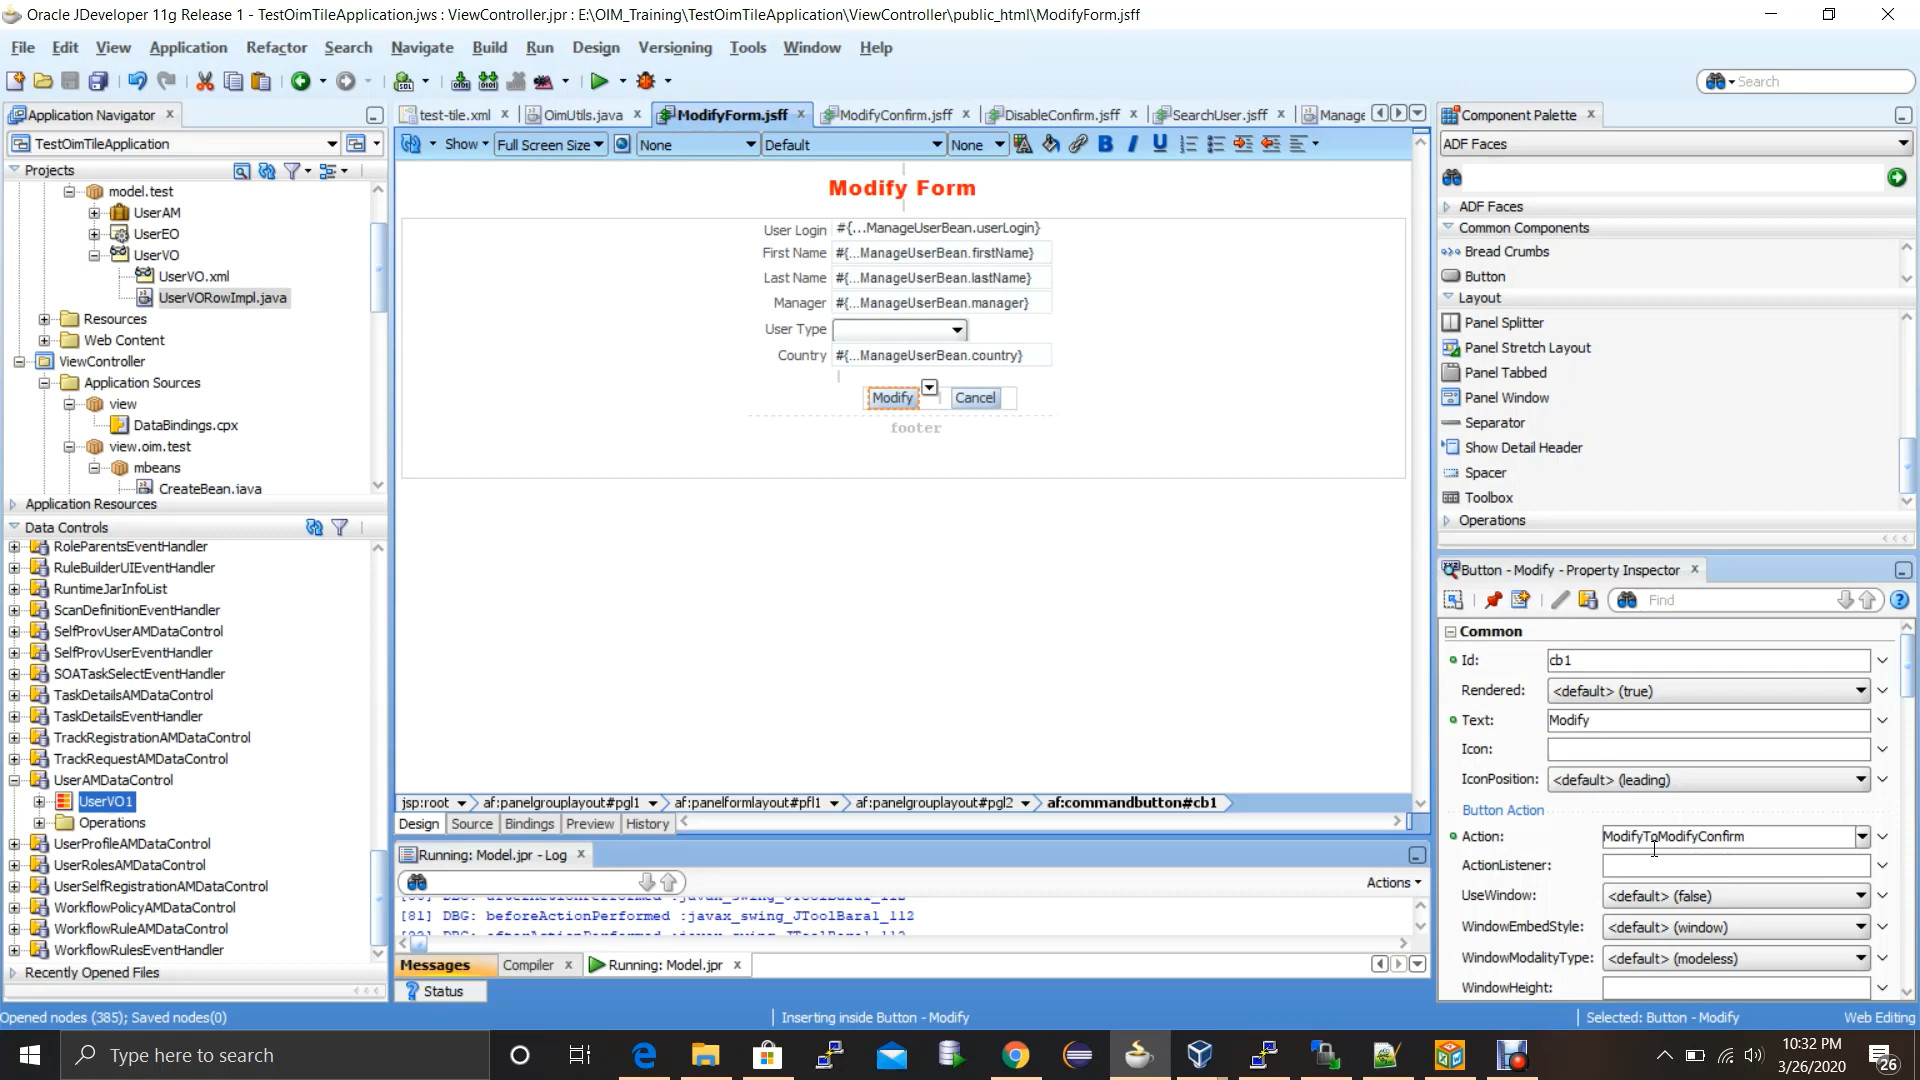 Oracle JDeveloper 11g Release 1 - TestOimTileApplication.jws : ViewController.jpr : E:\OIM_Training\TestOimTileApplication\ViewController\public_html\ModifyForm.jsff
File Edit View Application Refactor Search Navigate Build Run Design Versioning Tools Window Help
Search
Application Navigator
test-tile.xml OimUtils.java ModifyForm.jsff ModifyConfirm.jsff DisableConfirm.jsff SearchUser.jsff Manage
Component Palette
TestOimTileApplication
Show Full Screen Size None Default None
ADF Faces
Projects
model.test
UserAM
UserEO
UserVO
UserVO.xml
UserVORowImpl.java
Resources
Web Content
ViewController
Application Sources
view
DataBindings.cpx
view.oim.test
mbeans
CreateBean.java
Application Resources
Data Controls
RoleParentsEventHandler
RuleBuilderUIEventHandler
RuntimeJarInfoList
ScanDefinitionEventHandler
SelfProvUserAMDataControl
SelfProvUserEventHandler
SOATaskSelectEventHandler
TaskDetailsAMDataControl
TaskDetailsEventHandler
TrackRegistrationAMDataControl
TrackRequestAMDataControl
UserAMDataControl
UserVO1
Operations
UserProfileAMDataControl
UserRolesAMDataControl
UserSelfRegistrationAMDataControl
WorkflowPolicyAMDataControl
WorkflowRuleAMDataControl
WorkflowRulesEventHandler
Recently Opened Files
Modify Form
User Login #{...ManageUserBean.userLogin}
First Name #{...ManageUserBean.firstName}
Last Name #{...ManageUserBean.lastName}
Manager #{...ManageUserBean.manager}
User Type
Country #{...ManageUserBean.country}
Modify Cancel
footer
jsp:root af:panelgrouplayout#pgl1 af:panelformlayout#pfl1 af:panelgrouplayout#pgl2 af:commandbutton#cb1
Design Source Bindings Preview History
Running: Model.jpr - Log
Actions
[81] DBG: beforeActionPerformed :javax_swing_JToolBar1_112
Messages Compiler Running: Model.jpr
Status
ADF Faces
Common Components
Bread Crumbs
Button
Layout
Panel Splitter
Panel Stretch Layout
Panel Tabbed
Panel Window
Separator
Show Detail Header
Spacer
Toolbox
Operations
Button - Modify - Property Inspector
Find
Common
Id: cb1
Rendered: <default> (true)
Text: Modify
Icon:
IconPosition: <default> (leading)
Button Action
Action: ModifyToModifyConfirm
ActionListener:
UseWindow: <default> (false)
WindowEmbedStyle: <default> (window)
WindowModalityType: <default> (modeless)
WindowHeight:
Opened nodes (385); Saved nodes(0) Inserting inside Button - Modify Selected: Button - Modify Web Editing
Type here to search
10:32 PM
3/26/2020
26